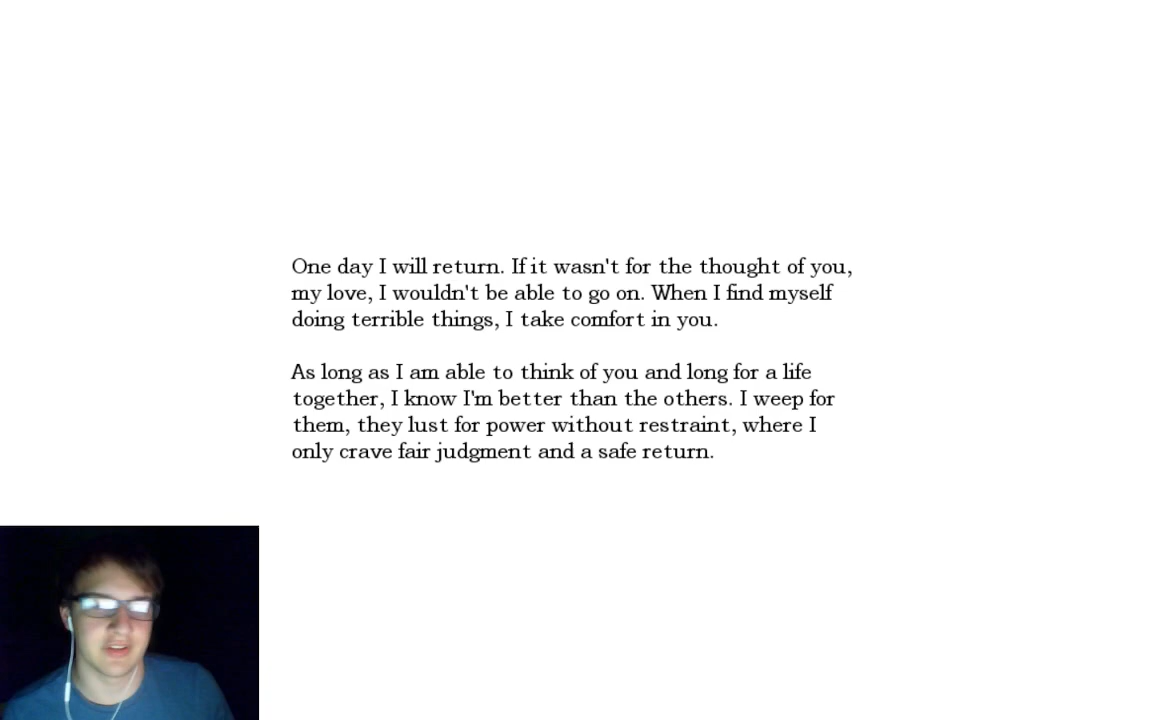 One day I will return. If it wasn't for the thought of you,
my love, I wouldn't be able to go on. When I find myself
doing terrible things, I take comfort in you.
As long as I am able to think of you and long for a life
together, I know I'm better than the others. I weep for
them, they lust for power without restraint, where I
only crave fair judgment and a safe return.